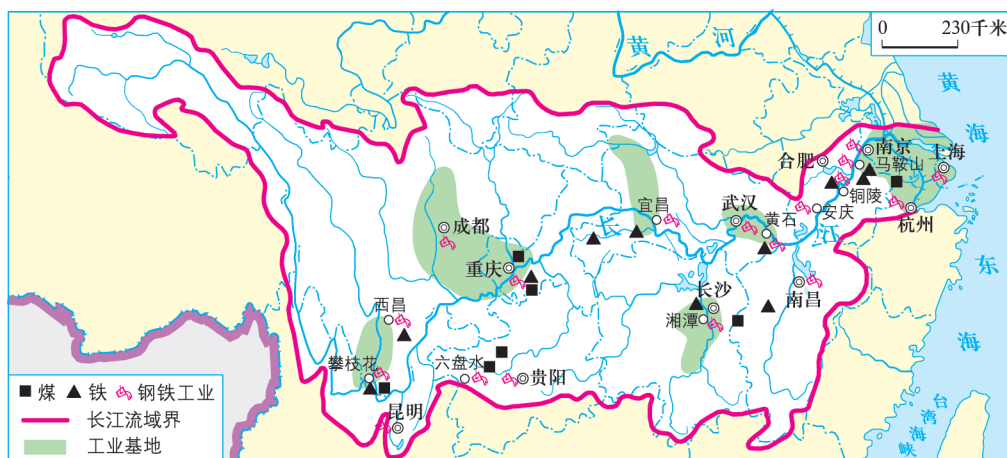 0 230千米
黄
河
黄
海
东
海
台
湾
海
峡
长
江
合肥
南京
马鞍山
上海
铜陵
安庆
杭州
武汉
黄石
宜昌
成都
重庆
南昌
长沙
湘潭
西昌
攀枝花
六盘水
贵阳
昆明
煤 铁 钢铁工业
长江流域界
工业基地